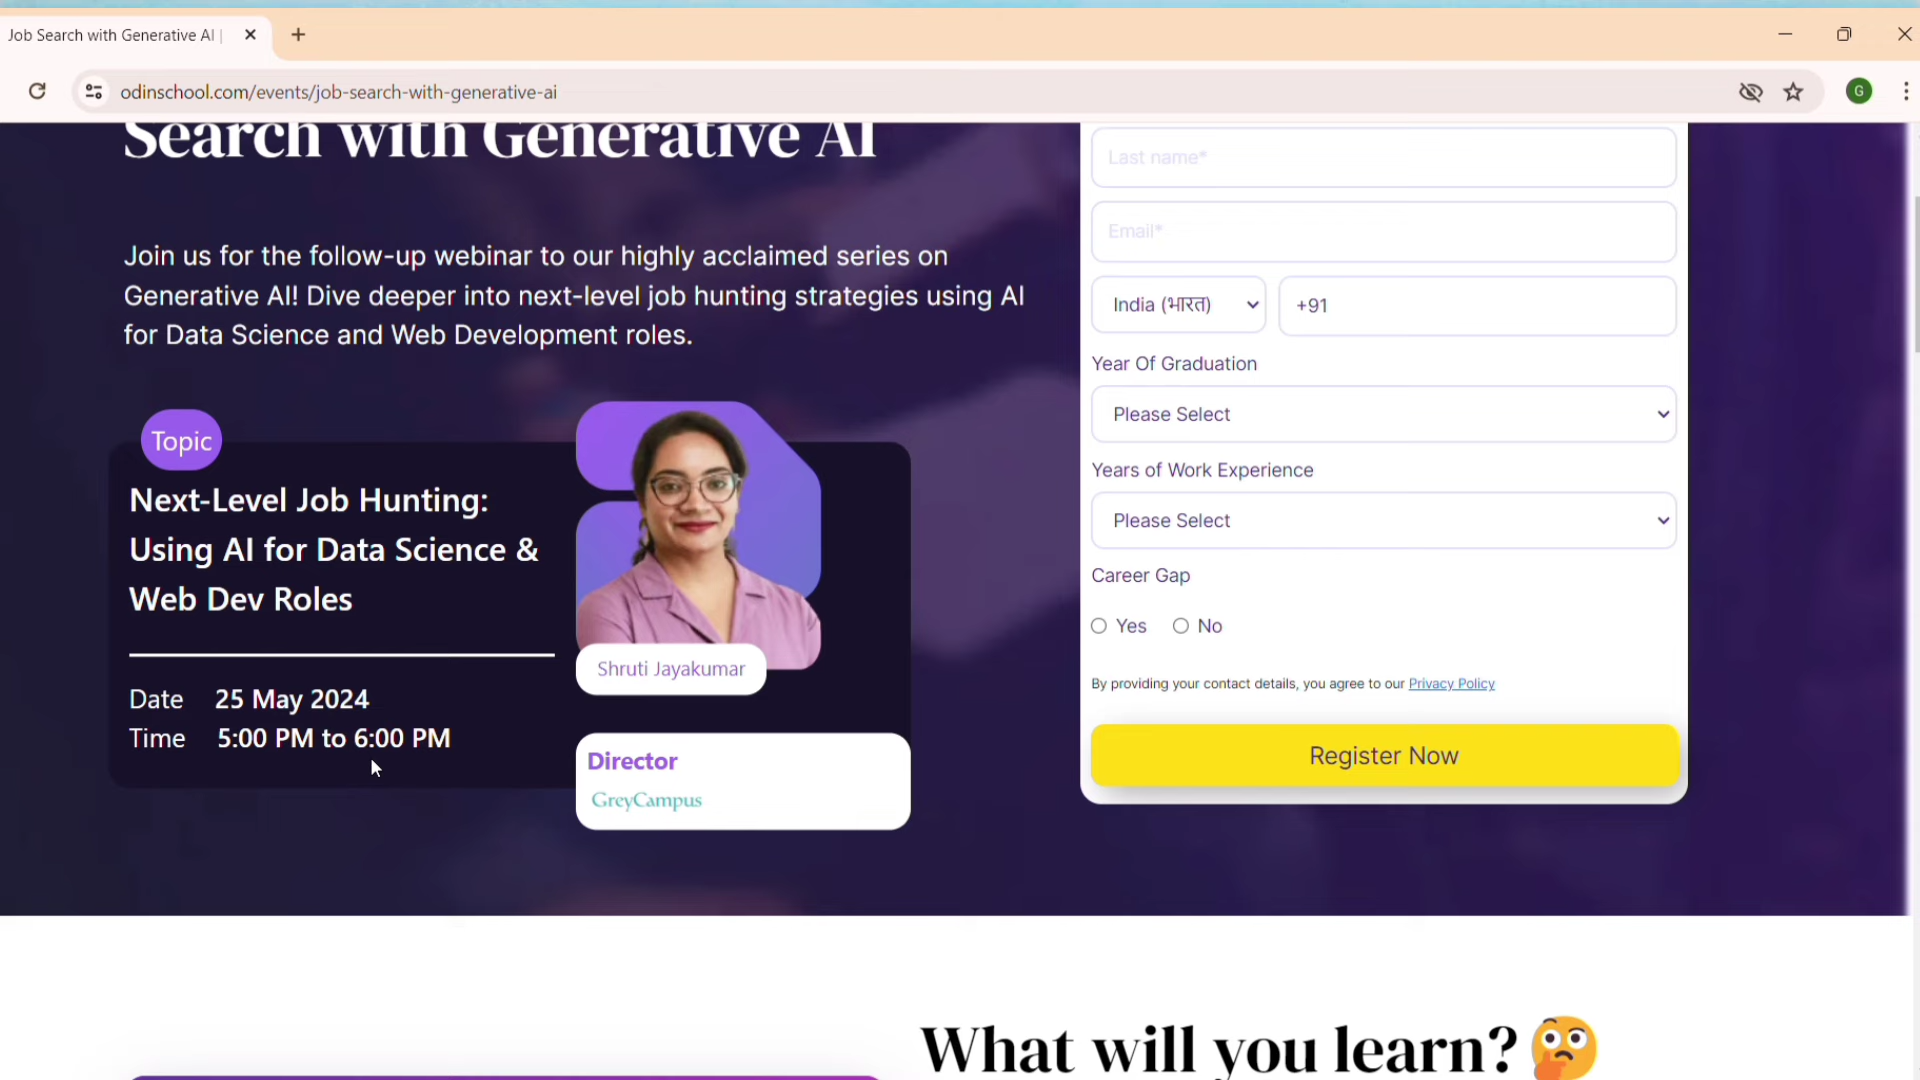 Job Search with Generative AI |
odinschool.com/events/job-search-with-generative-ai
G
Search with Generative AI
Join us for the follow-up webinar to our highly acclaimed series on
Generative AI! Dive deeper into next-level job hunting strategies using AI
for Data Science and Web Development roles.
Topic
Next-Level Job Hunting:
Using AI for Data Science &
Web Dev Roles
Date 25 May 2024
Time 5:00 PM to 6:00 PM
Shruti Jayakumar
Director
GreyCampus
Last name*
Email*
India (भारत) +91
Year Of Graduation
Please Select
Years of Work Experience
Please Select
Career Gap
Yes No
By providing your contact details, you agree to our Privacy Policy
Register Now
What will you learn? 🤔